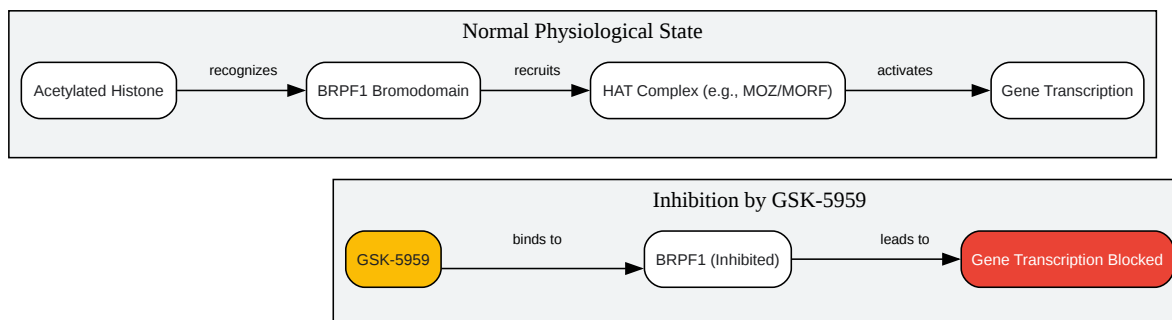 Normal Physiological State
Acetylated Histone
recognizes
BRPF1 Bromodomain
recruits
HAT Complex (e.g., MOZ/MORF)
activates
Gene Transcription
Inhibition by GSK-5959
GSK-5959
binds to
BRPF1 (Inhibited)
leads to
Gene Transcription Blocked